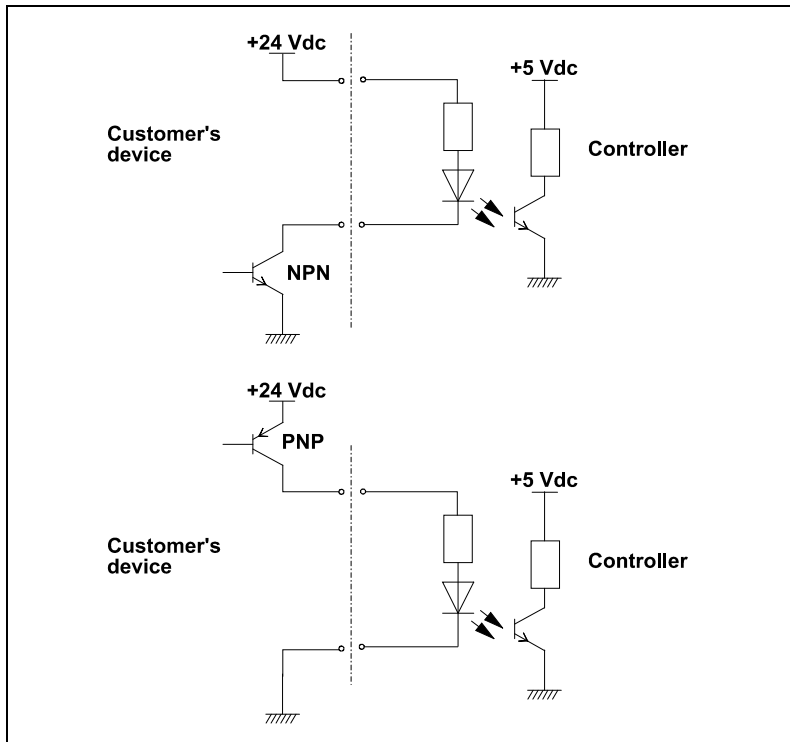 +24 Vdc
+5 Vdc
Customer's
device
Controller
NPN
+24 Vdc
PNP
+5 Vdc
Customer's
device
Controller